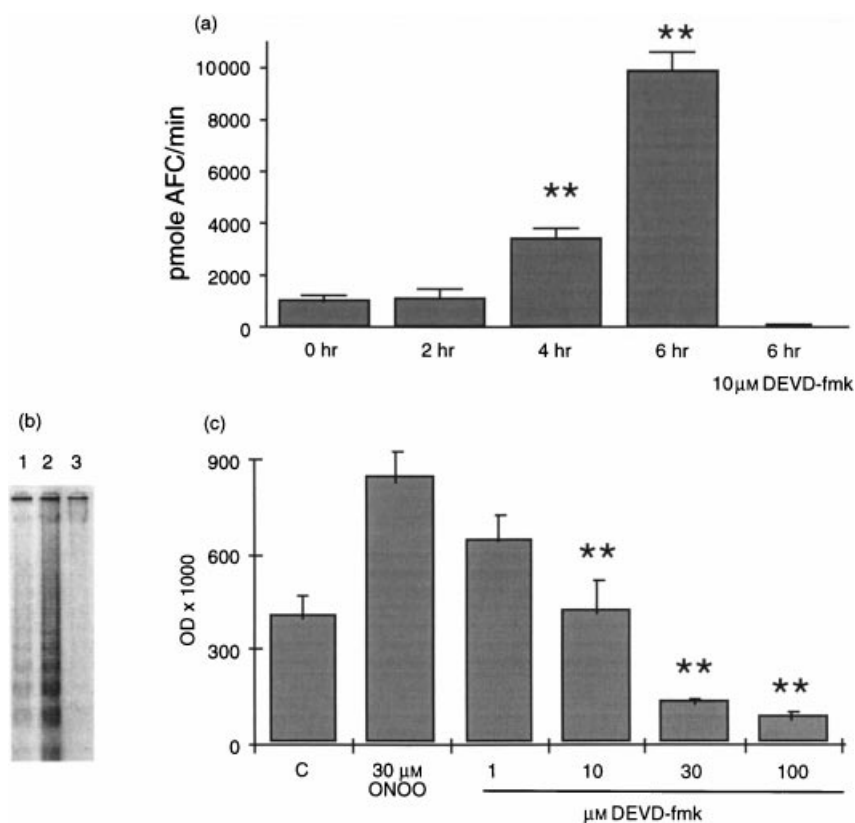 (a)
**
10000
8000
**
6000
4000
2000
0
pmole AFC/min
0 hr 2 hr 4 hr 6 hr 6 hr
10 μM DEVD-fmk
(b)
1 2 3
(c)
900
600
300
0
OD x 1000
**
**
**
C 30 μM 1 10 30 100
ONOO
μM DEVD-fmk